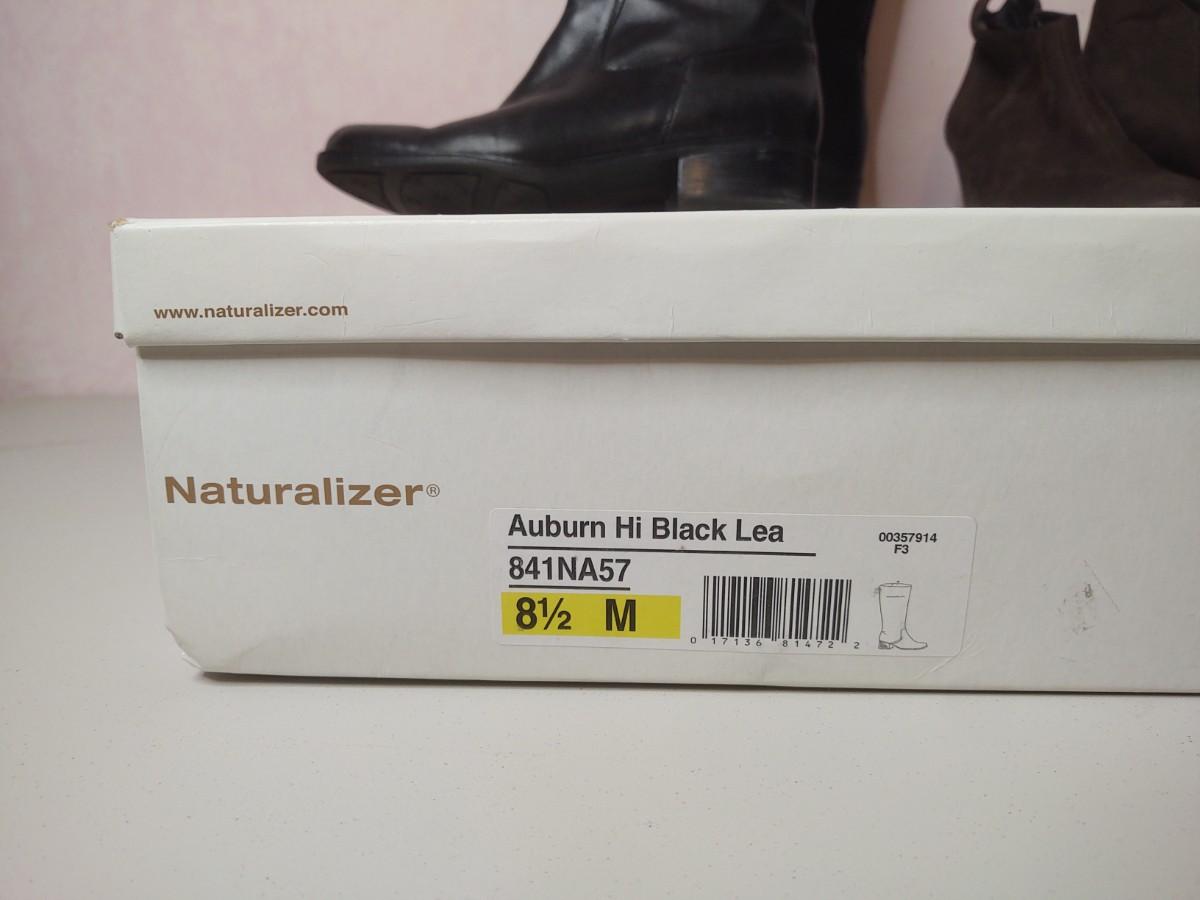 www.naturalizer.com
Naturalizer®
Auburn Hi Black Lea
00357914
F3
841NA57
8½ M
0 17136 81472 2